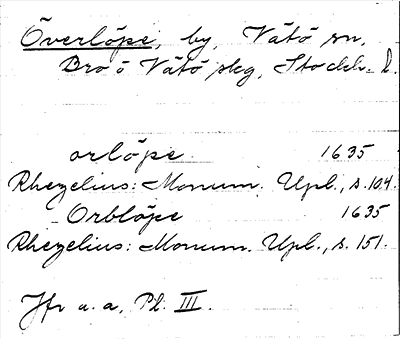 Överlöpe, by, Vätö sn,
Bro o Vätö skg, Stockh. l.
orlöpe 1635
Rhezelius: Monum. Upl., s. 104.
Orblöpe 1635
Rhezelius: Monum. Upl., s. 151.
Jfr u. a, Pl. III.